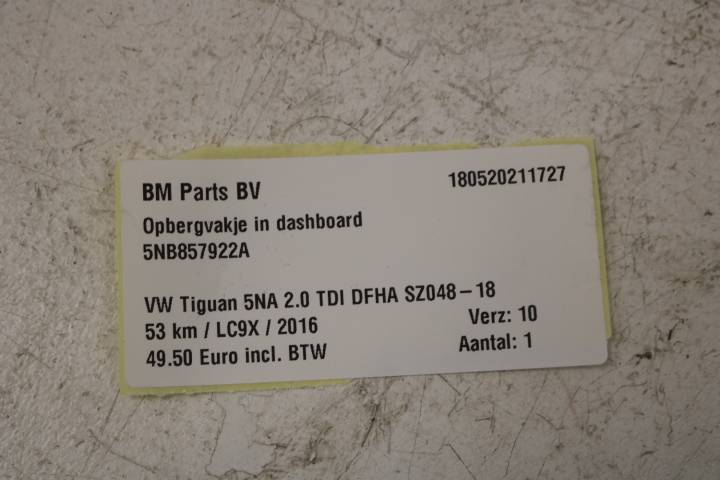 BM Parts BV 180520211727
Opbergvakje in dashboard
5NB857922A
VW Tiguan 5NA 2.0 TDI DFHA SZ048-18
53 km / LC9X / 2016 Verz: 10
49.50 Euro incl. BTW Aantal: 1